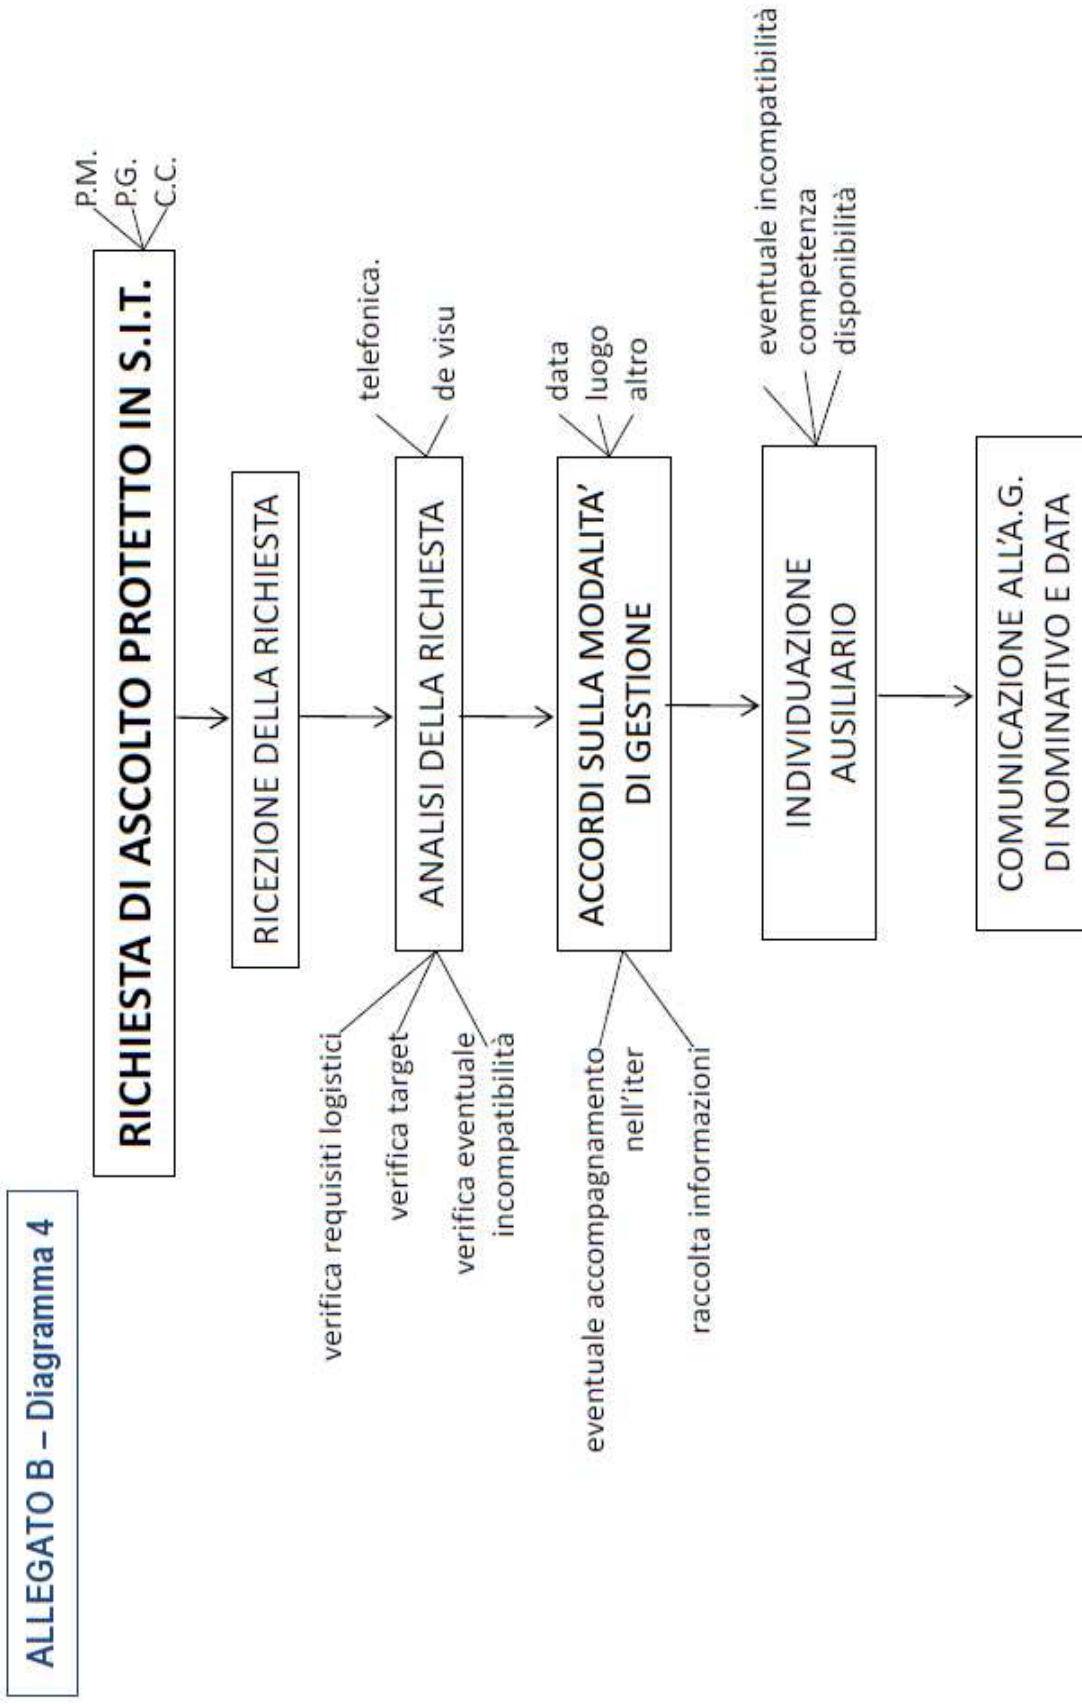 ALLEGATO B – Diagramma 4
RICHIESTA DI ASCOLTO PROTETTO IN S.I.T.
P.M.
P.G.
C.C.
RICEZIONE DELLA RICHIESTA
verifica requisiti logistici
verifica target
verifica eventuale
incompatibilità
ANALISI DELLA RICHIESTA
telefonica.
de visu
eventuale accompagnamento
nell'iter
raccolta informazioni
ACCORDI SULLA MODALITA'
DI GESTIONE
data
luogo
altro
INDIVIDUAZIONE
AUSILIARIO
eventuale incompatibilità
competenza
disponibilità
COMUNICAZIONE ALL'A.G.
DI NOMINATIVO E DATA